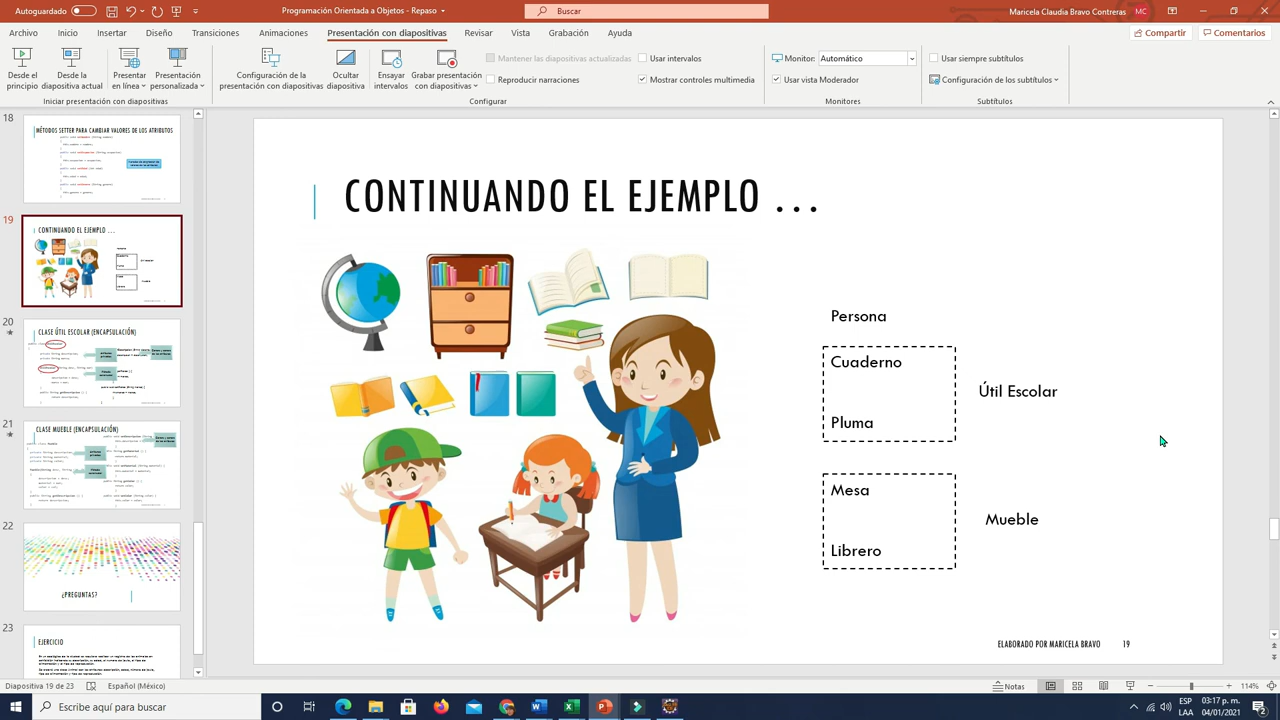 Autoguardado
Programación Orientada a Objetos - Repaso
Buscar
Maricela Bravo Contreras
MC
Archivo
Inicio
Insertar
Diseño
Transiciones
Animaciones
Presentación con diapositivas
Revisar
Vista
Grabación
Ayuda
Compartir
Comentarios
Desde el principio
Desde la diapositiva actual
Presentar en línea
Presentación personalizada
Iniciar presentación con diapositivas
Configuración de la presentación con diapositivas
Ocultar diapositiva
Ensayar intervalos
Grabar presentación con diapositivas
Mantener las diapositivas actualizadas
Reproducir narraciones
Usar intervalos
Mostrar controles multimedia
Configurar
Monitor:
Automático
Usar vista Moderador
Monitores
Usar siempre subtítulos
Configuración de los subtítulos
Subtítulos
18
MÉTODOS SETTER PARA CAMBIAR VALORES DE LOS ATRIBUTOS
19
CONTINUANDO EL EJEMPLO ...
20
CLASE ÚTIL ESCOLAR (ENCAPSULACIÓN)
21
CLASE MUEBLE (ENCAPSULACIÓN)
22
¿PREGUNTAS?
23
EJERCICIO
CONTINUANDO EL EJEMPLO ...
Persona
Cuaderno
Útil Escolar
Pluma
Mesa
Mueble
Librero
ELABORADO POR MARICELA BRAVO
19
Diapositiva 19 de 23
Español (México)
Notas
114%
Escribe aquí para buscar
ESP
LAA
03:17 p. m.
04/01/2022
2